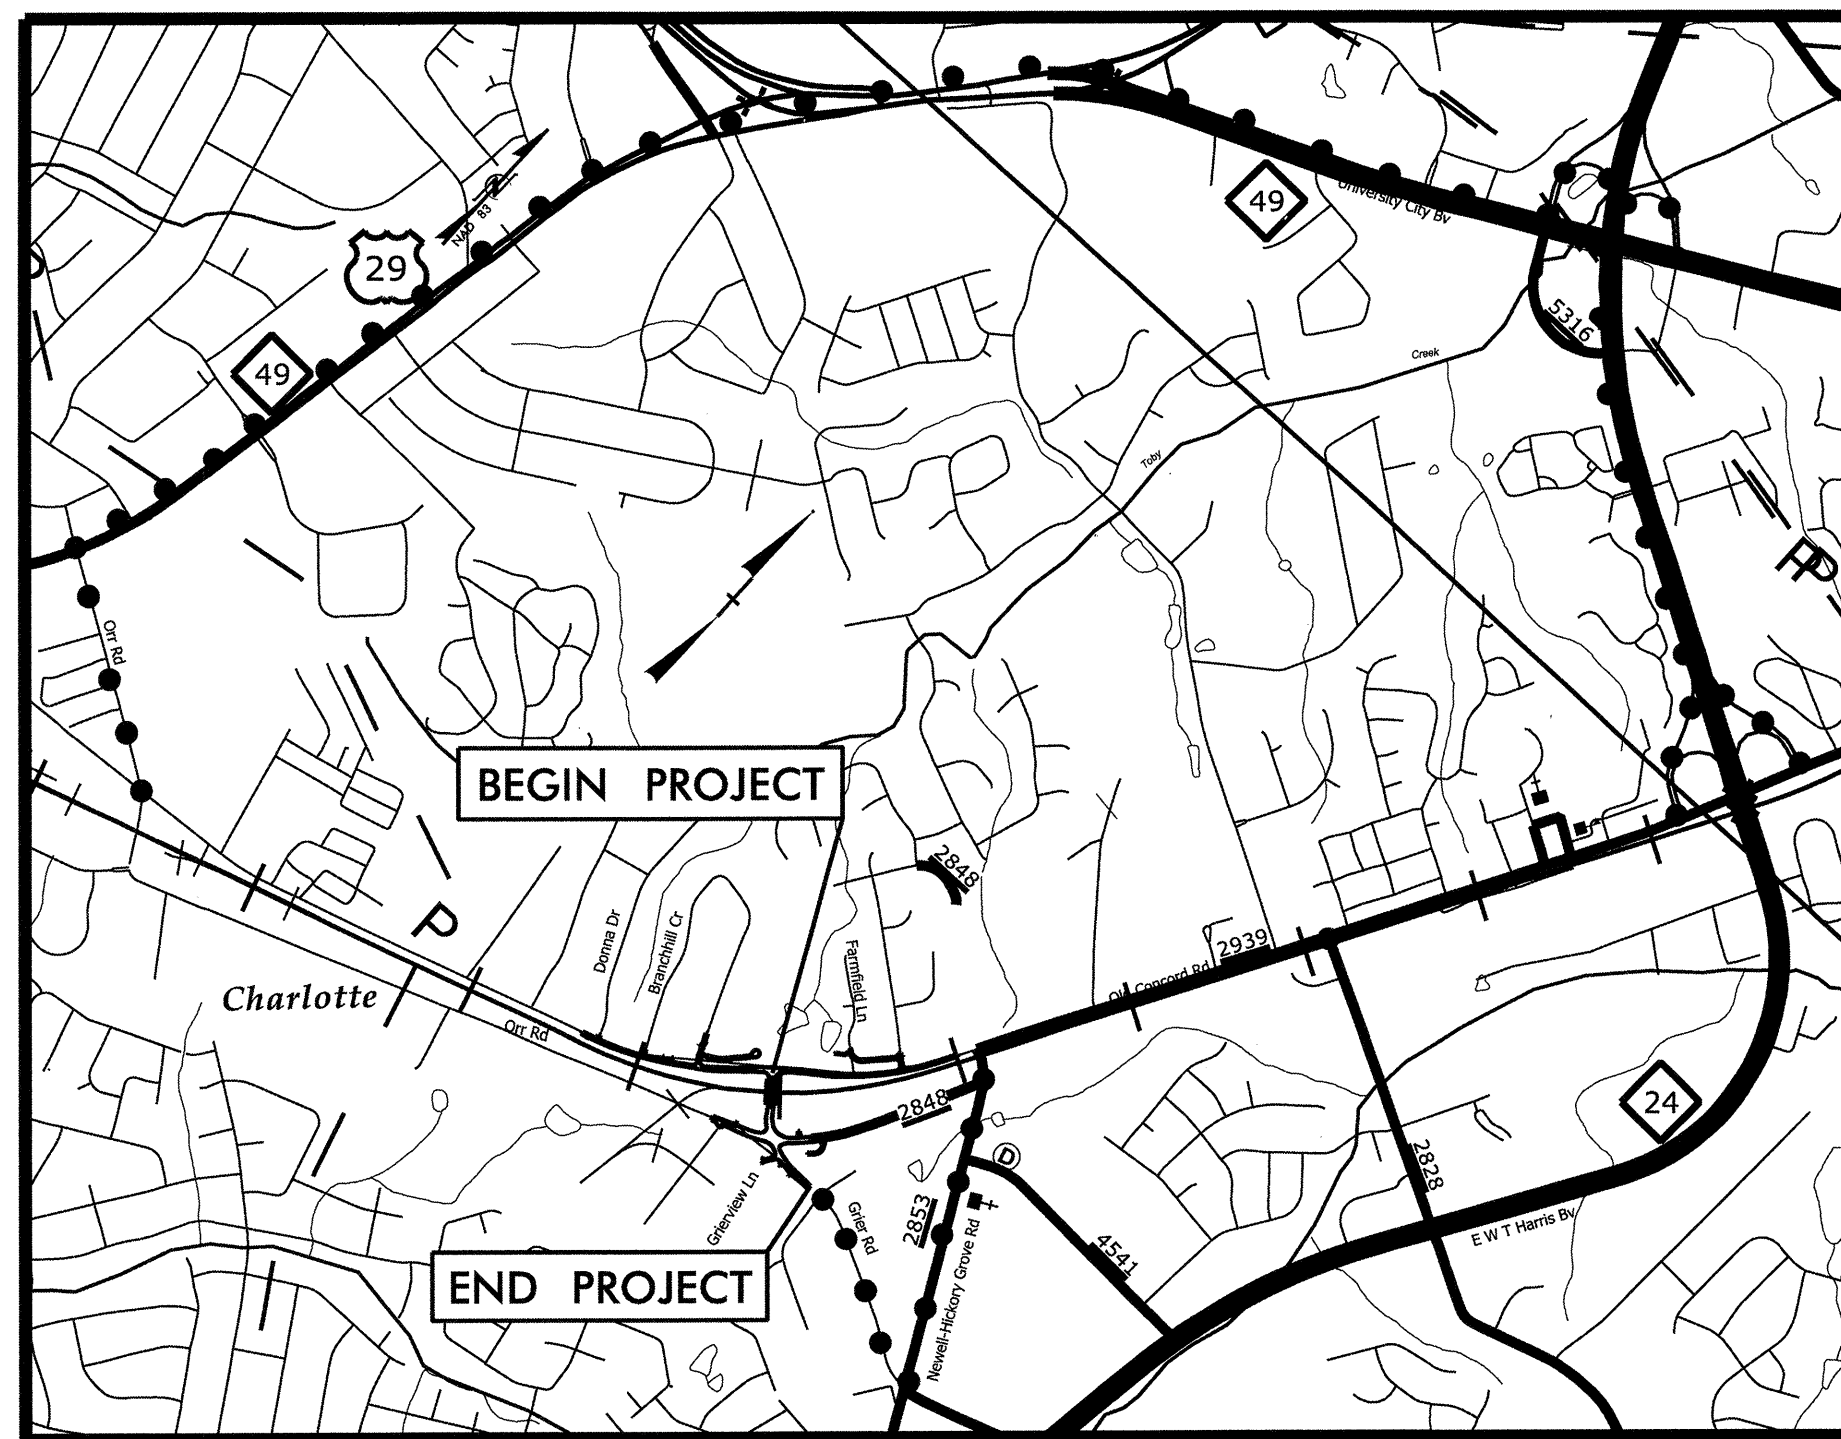 49
University City Bv
NAD 83
29
5316
Creek
49
Toby
P
Orr Rd
BEGIN PROJECT
2848
P
Donna Dr
Branchhill Cr
Farmfield Ln
2939
Old Concord Rd
Charlotte
Orr Rd
2848
24
D
2828
Grierview Ln
Grier Rd
2853
Newell-Hickory Grove Rd
4541
E W T Harris Bv
END PROJECT